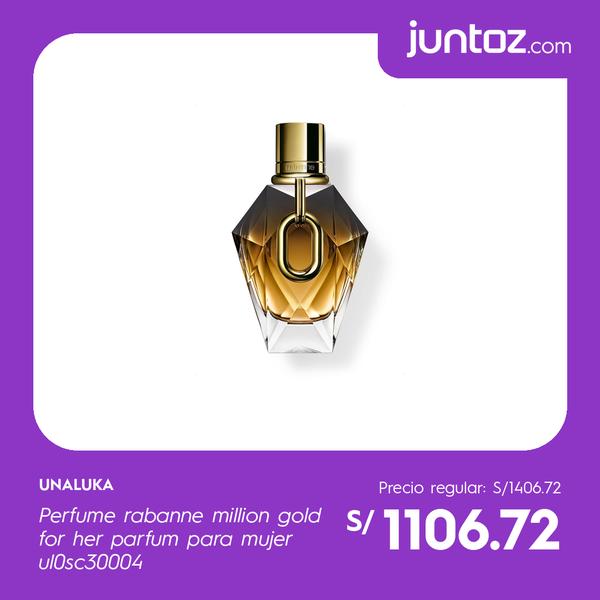 juntoz.com
UNALUKA
Perfume rabanne million gold
for her parfum para mujer
ul0sc30004
Precio regular: S/1406.72
S/ 1106.72